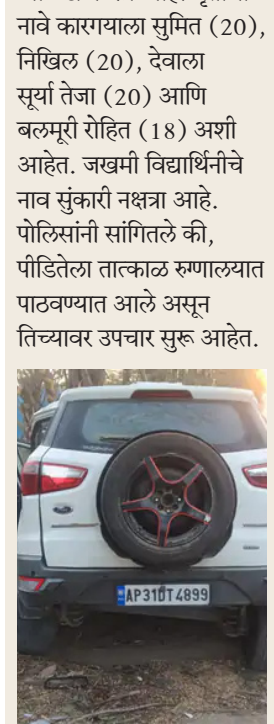 नावे कारगयाला सुमित (20),
निखिल (20), देवाला
सूर्या तेजा (20) आणि
बलमूरी रोहित (18) अशी
आहेत. जखमी विद्यार्थिनीचे
नाव सुंकारी नक्षत्रा आहे.
पोलिसांनी सांगितले की,
पीडितेला तात्काळ रुग्णालयात
पाठवण्यात आले असून
तिच्यावर उपचार सुरू आहेत.
AP31DT4899